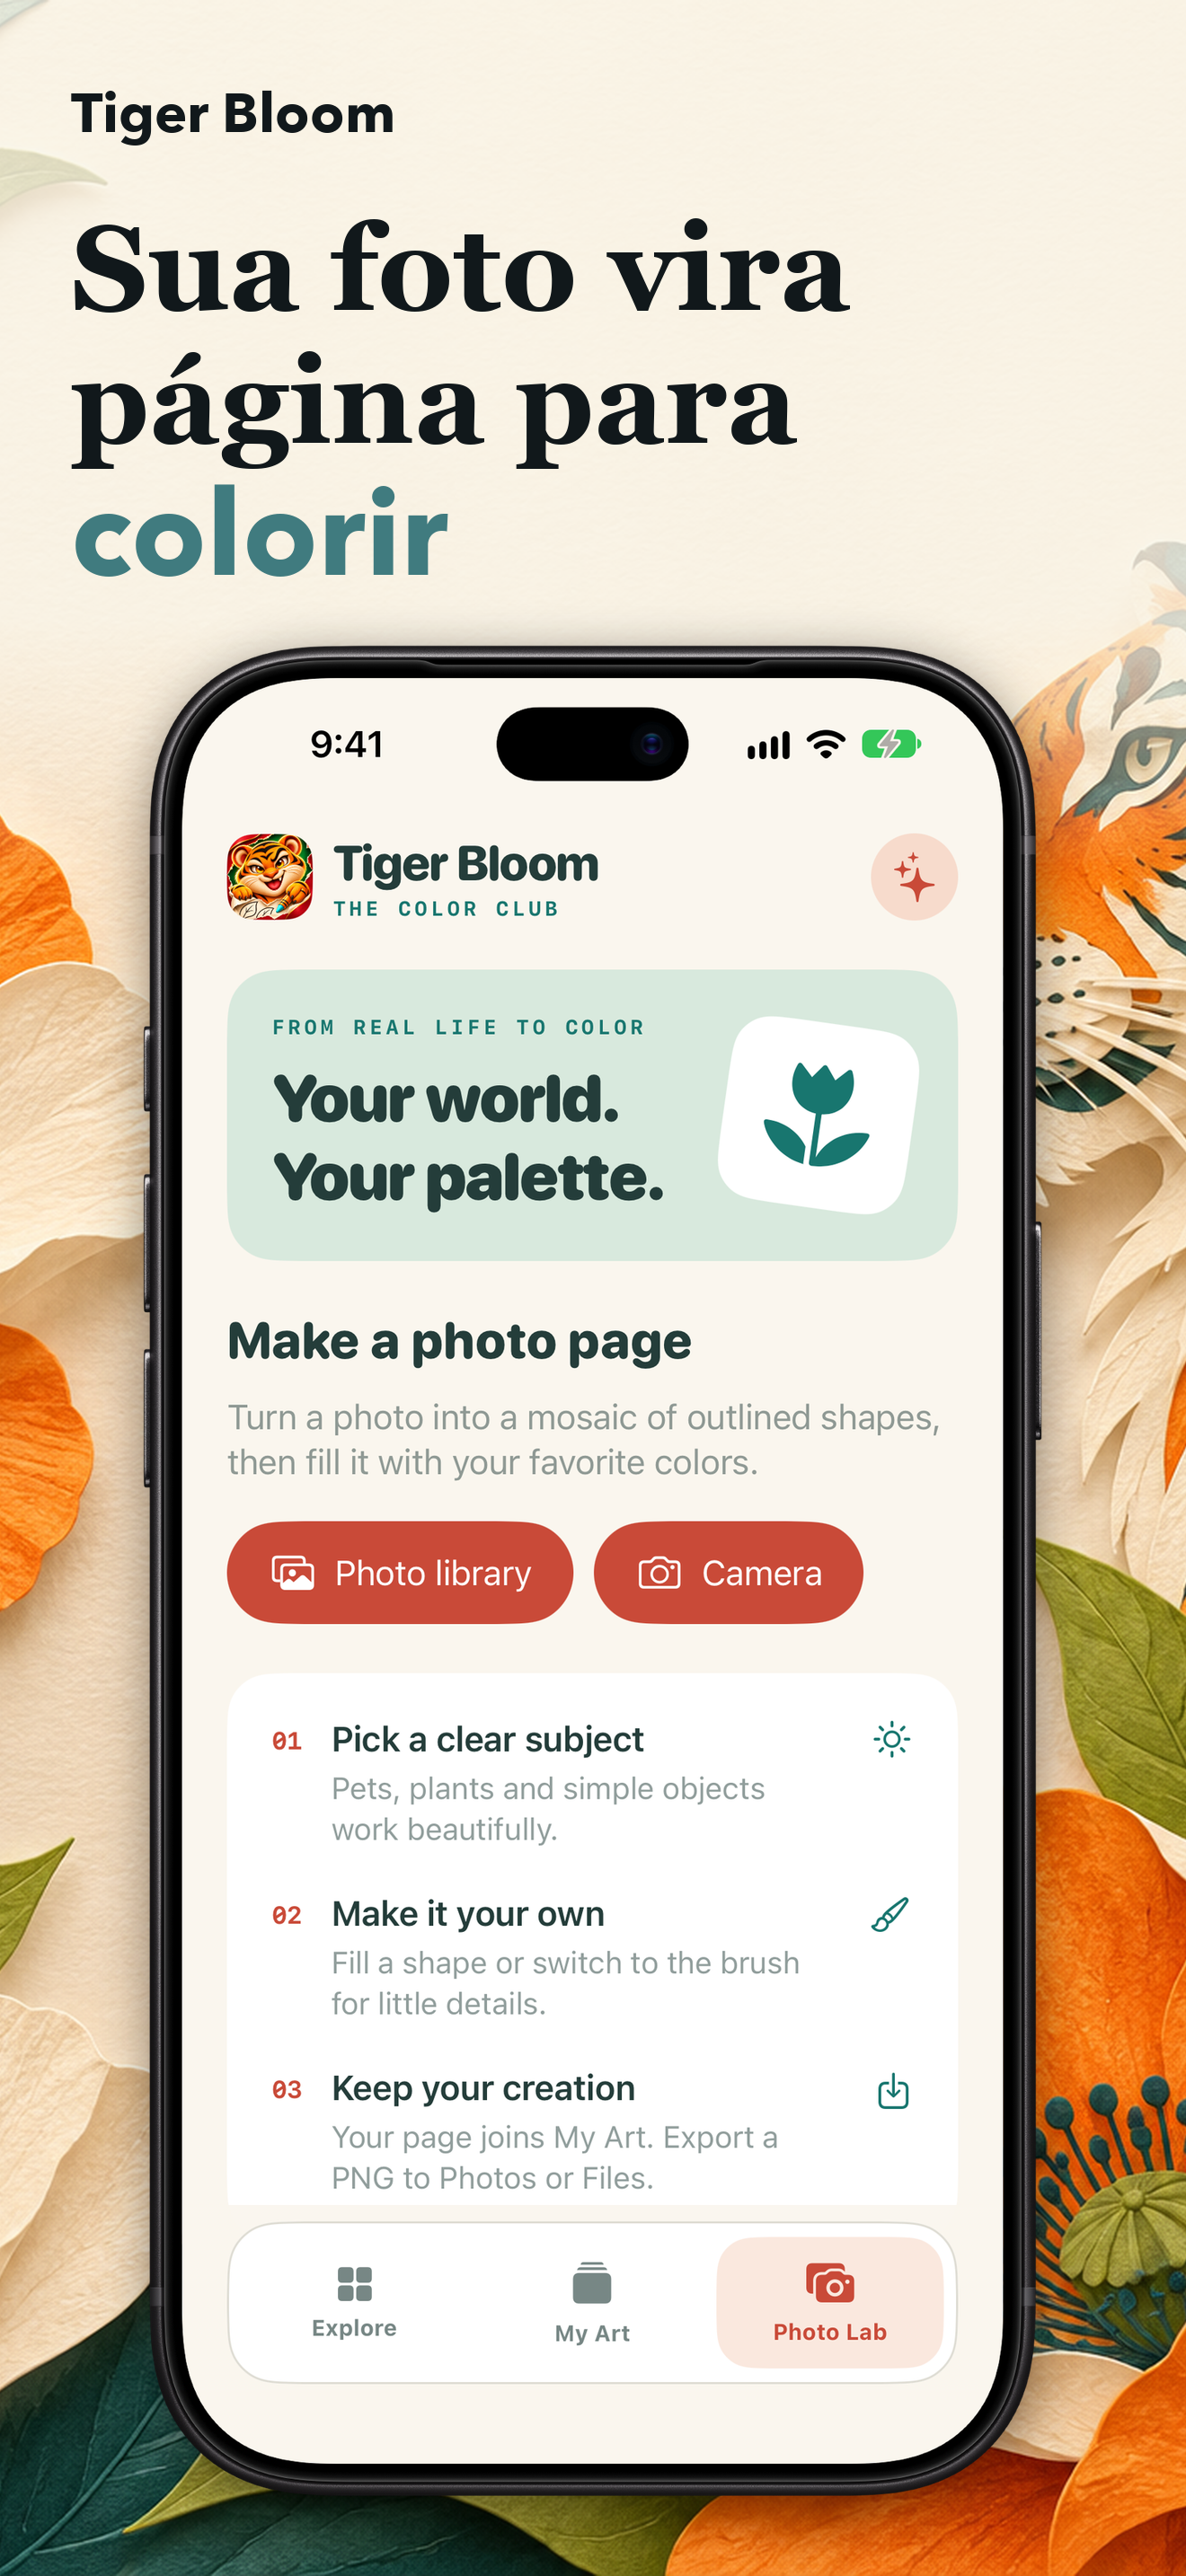 Tiger Bloom
Sua foto vira
página para
colorir
9:41
Tiger Bloom
THE COLOR CLUB
FROM REAL LIFE TO COLOR
Your world.
Your palette.
Make a photo page
Turn a photo into a mosaic of outlined shapes,
then fill it with your favorite colors.
Photo library
Camera
01 Pick a clear subject
Pets, plants and simple objects
work beautifully.
02 Make it your own
Fill a shape or switch to the brush
for little details.
03 Keep your creation
Your page joins My Art. Export a
PNG to Photos or Files.
Explore
My Art
Photo Lab